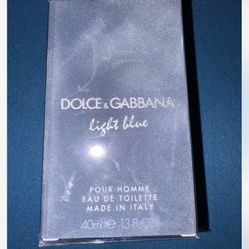 DOLCE & GABBANA
light blue
POUR HOMME
EAU DE TOILETTE
MADE IN ITALY
40ml e 1.3 FL.OZ.